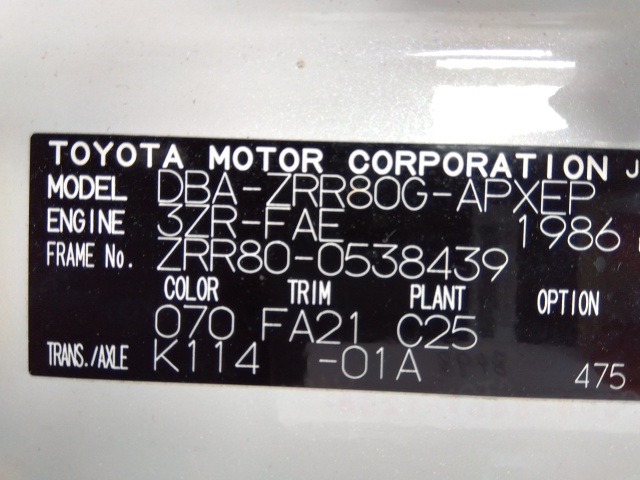 TOYOTA MOTOR CORPORATION J
MODEL DBA-ZRR80G-APXEP
ENGINE 3ZR-FAE 1986
FRAME No. ZRR80-0538439
COLOR TRIM PLANT OPTION
070 FA21 C25
TRANS./AXLE K114 -01A 475